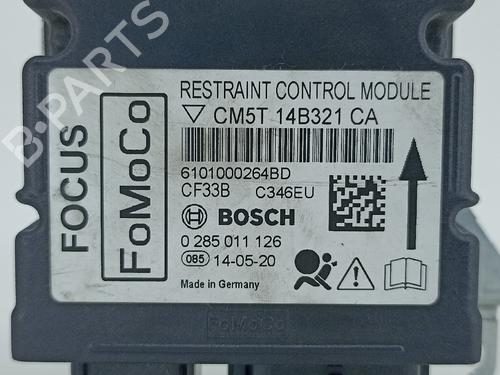 FOCUS
FoMoCo
RESTRAINT CONTROL MODULE
CM5T 14B321 CA
6101000264BD
CF33B C346EU
BOSCH
0 285 011 126
085 14-05-20
Made in Germany
FoMoCo
B-PARTS